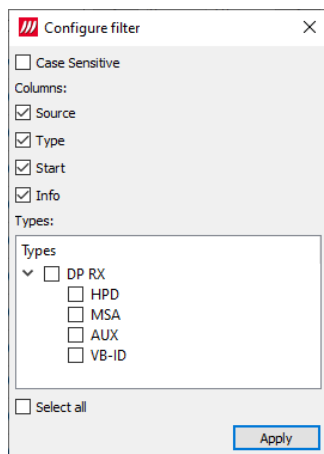 Configure filter
Case Sensitive
Columns:
Source
Type
Start
Info
Types:
Types
DP RX
HPD
MSA
AUX
VB-ID
Select all
Apply